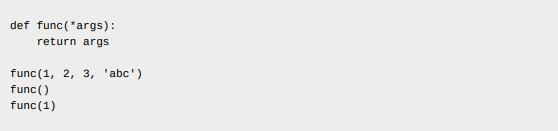 def func(*args):
    return args

func(1, 2, 3, 'abc')
func()
func(1)